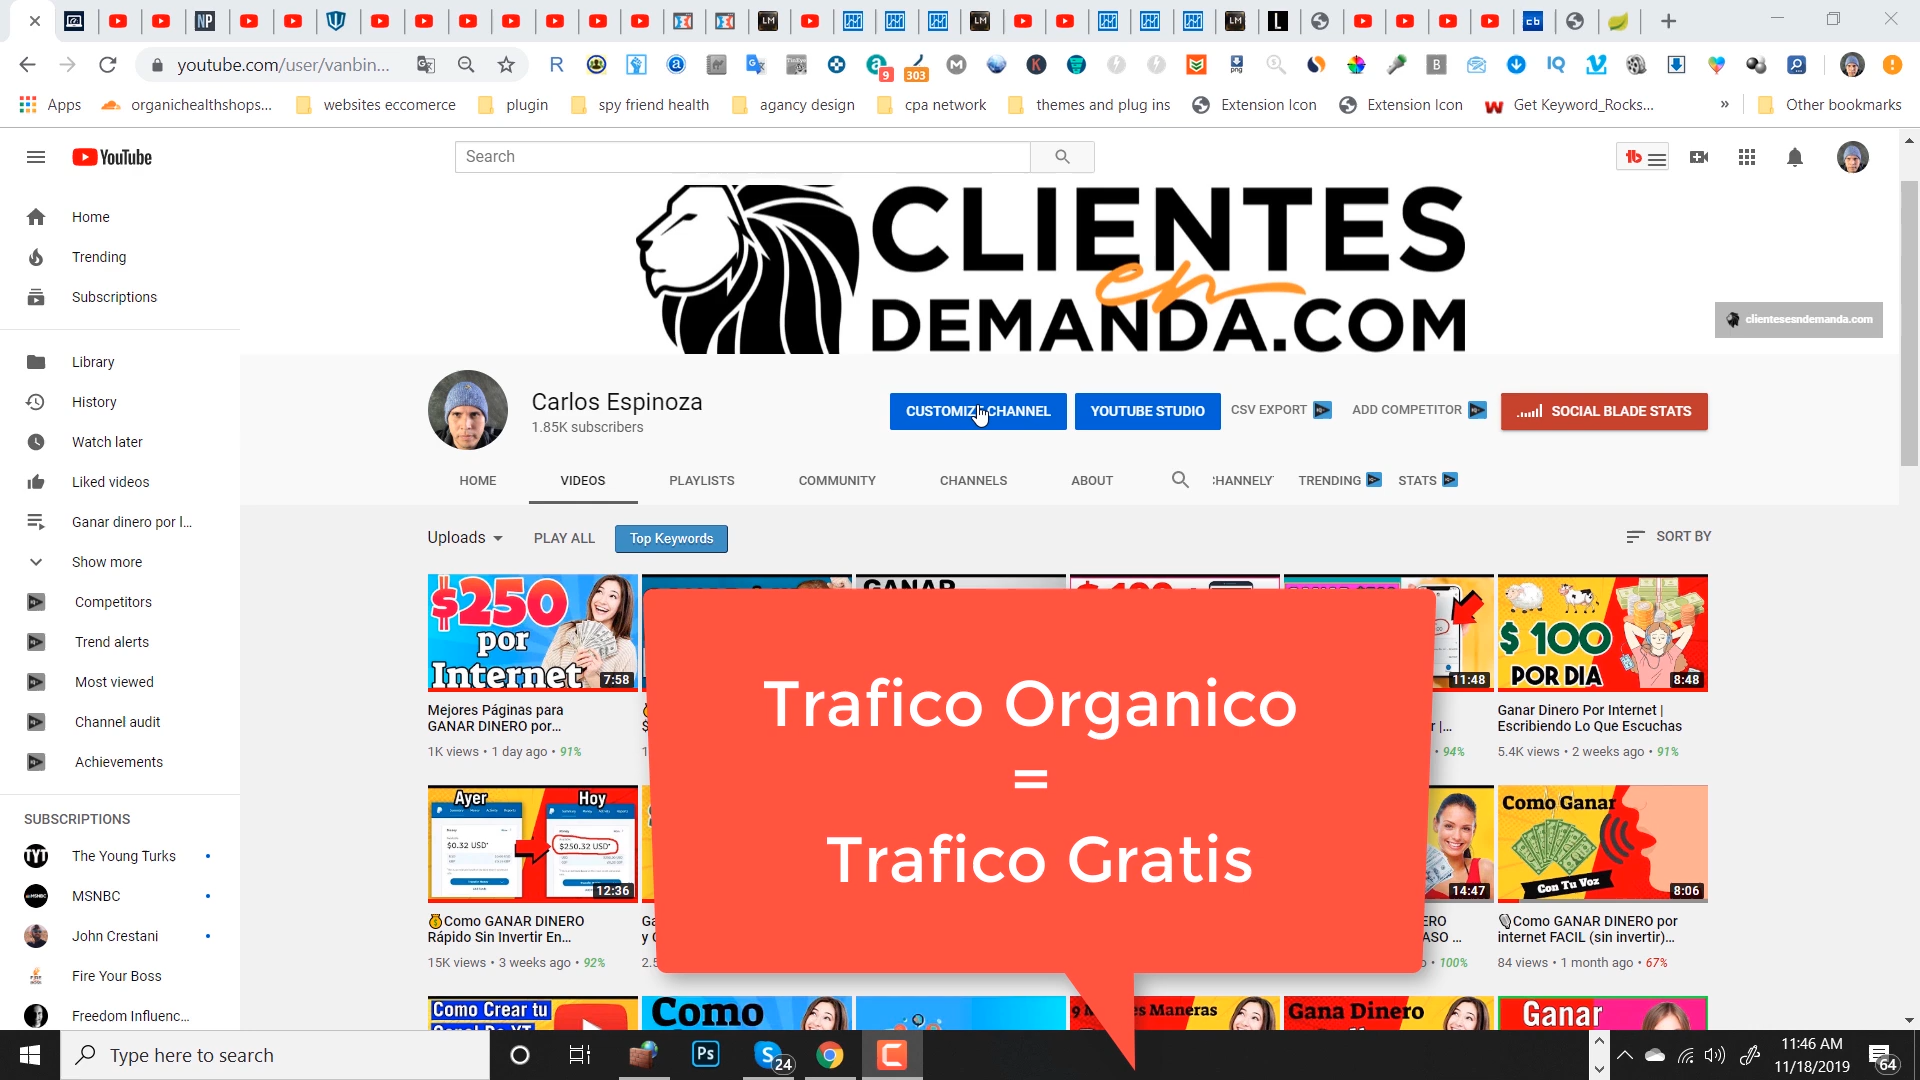 youtube.com/user/vanbin...
9
303
Apps
organichealthshops...
websites eccomerce
plugin
spy friend health
agancy design
cpa network
themes and plug ins
Extension Icon
Extension Icon
Get Keyword_Rocks...
»
Other bookmarks
YouTube
Search
CLIENTES
en
DEMANDA.COM
clientesesndemanda.com
Home
Trending
Subscriptions
Library
History
Watch later
Liked videos
Ganar dinero por l...
Show more
Competitors
Trend alerts
Most viewed
Channel audit
Achievements
SUBSCRIPTIONS
The Young Turks
MSNBC
John Crestani
Fire Your Boss
Freedom Influenc...
Carlos Espinoza
1.85K subscribers
CUSTOMIZE CHANNEL
YOUTUBE STUDIO
CSV EXPORT
ADD COMPETITOR
SOCIAL BLADE STATS
HOME
VIDEOS
PLAYLISTS
COMMUNITY
CHANNELS
ABOUT
CHANNELY
TRENDING
STATS
Uploads
PLAY ALL
Top Keywords
SORT BY
$250
por
Internet
7:58
Mejores Páginas para
GANAR DINERO por...
1K views • 1 day ago • 91%
GANAR
11:48
94%
$ 100
POR DIA
8:48
Ganar Dinero Por Internet |
Escribiendo Lo Que Escuchas
5.4K views • 2 weeks ago • 91%
Trafico Organico
=
Trafico Gratis
Ayer
Hoy
$0.32 USD*
$250.32 USD*
12:36
Como GANAR DINERO
Rápido Sin Invertir En...
15K views • 3 weeks ago • 92%
14:47
100%
Como Ganar
Con Tu Voz
8:06
Como GANAR DINERO por
internet FACIL (sin invertir)...
84 views • 1 month ago • 67%
Como Crear tu
Como
Maneras
Gana Dinero
Ganar
Type here to search
Ps
24
11:46 AM
11/18/2019
64